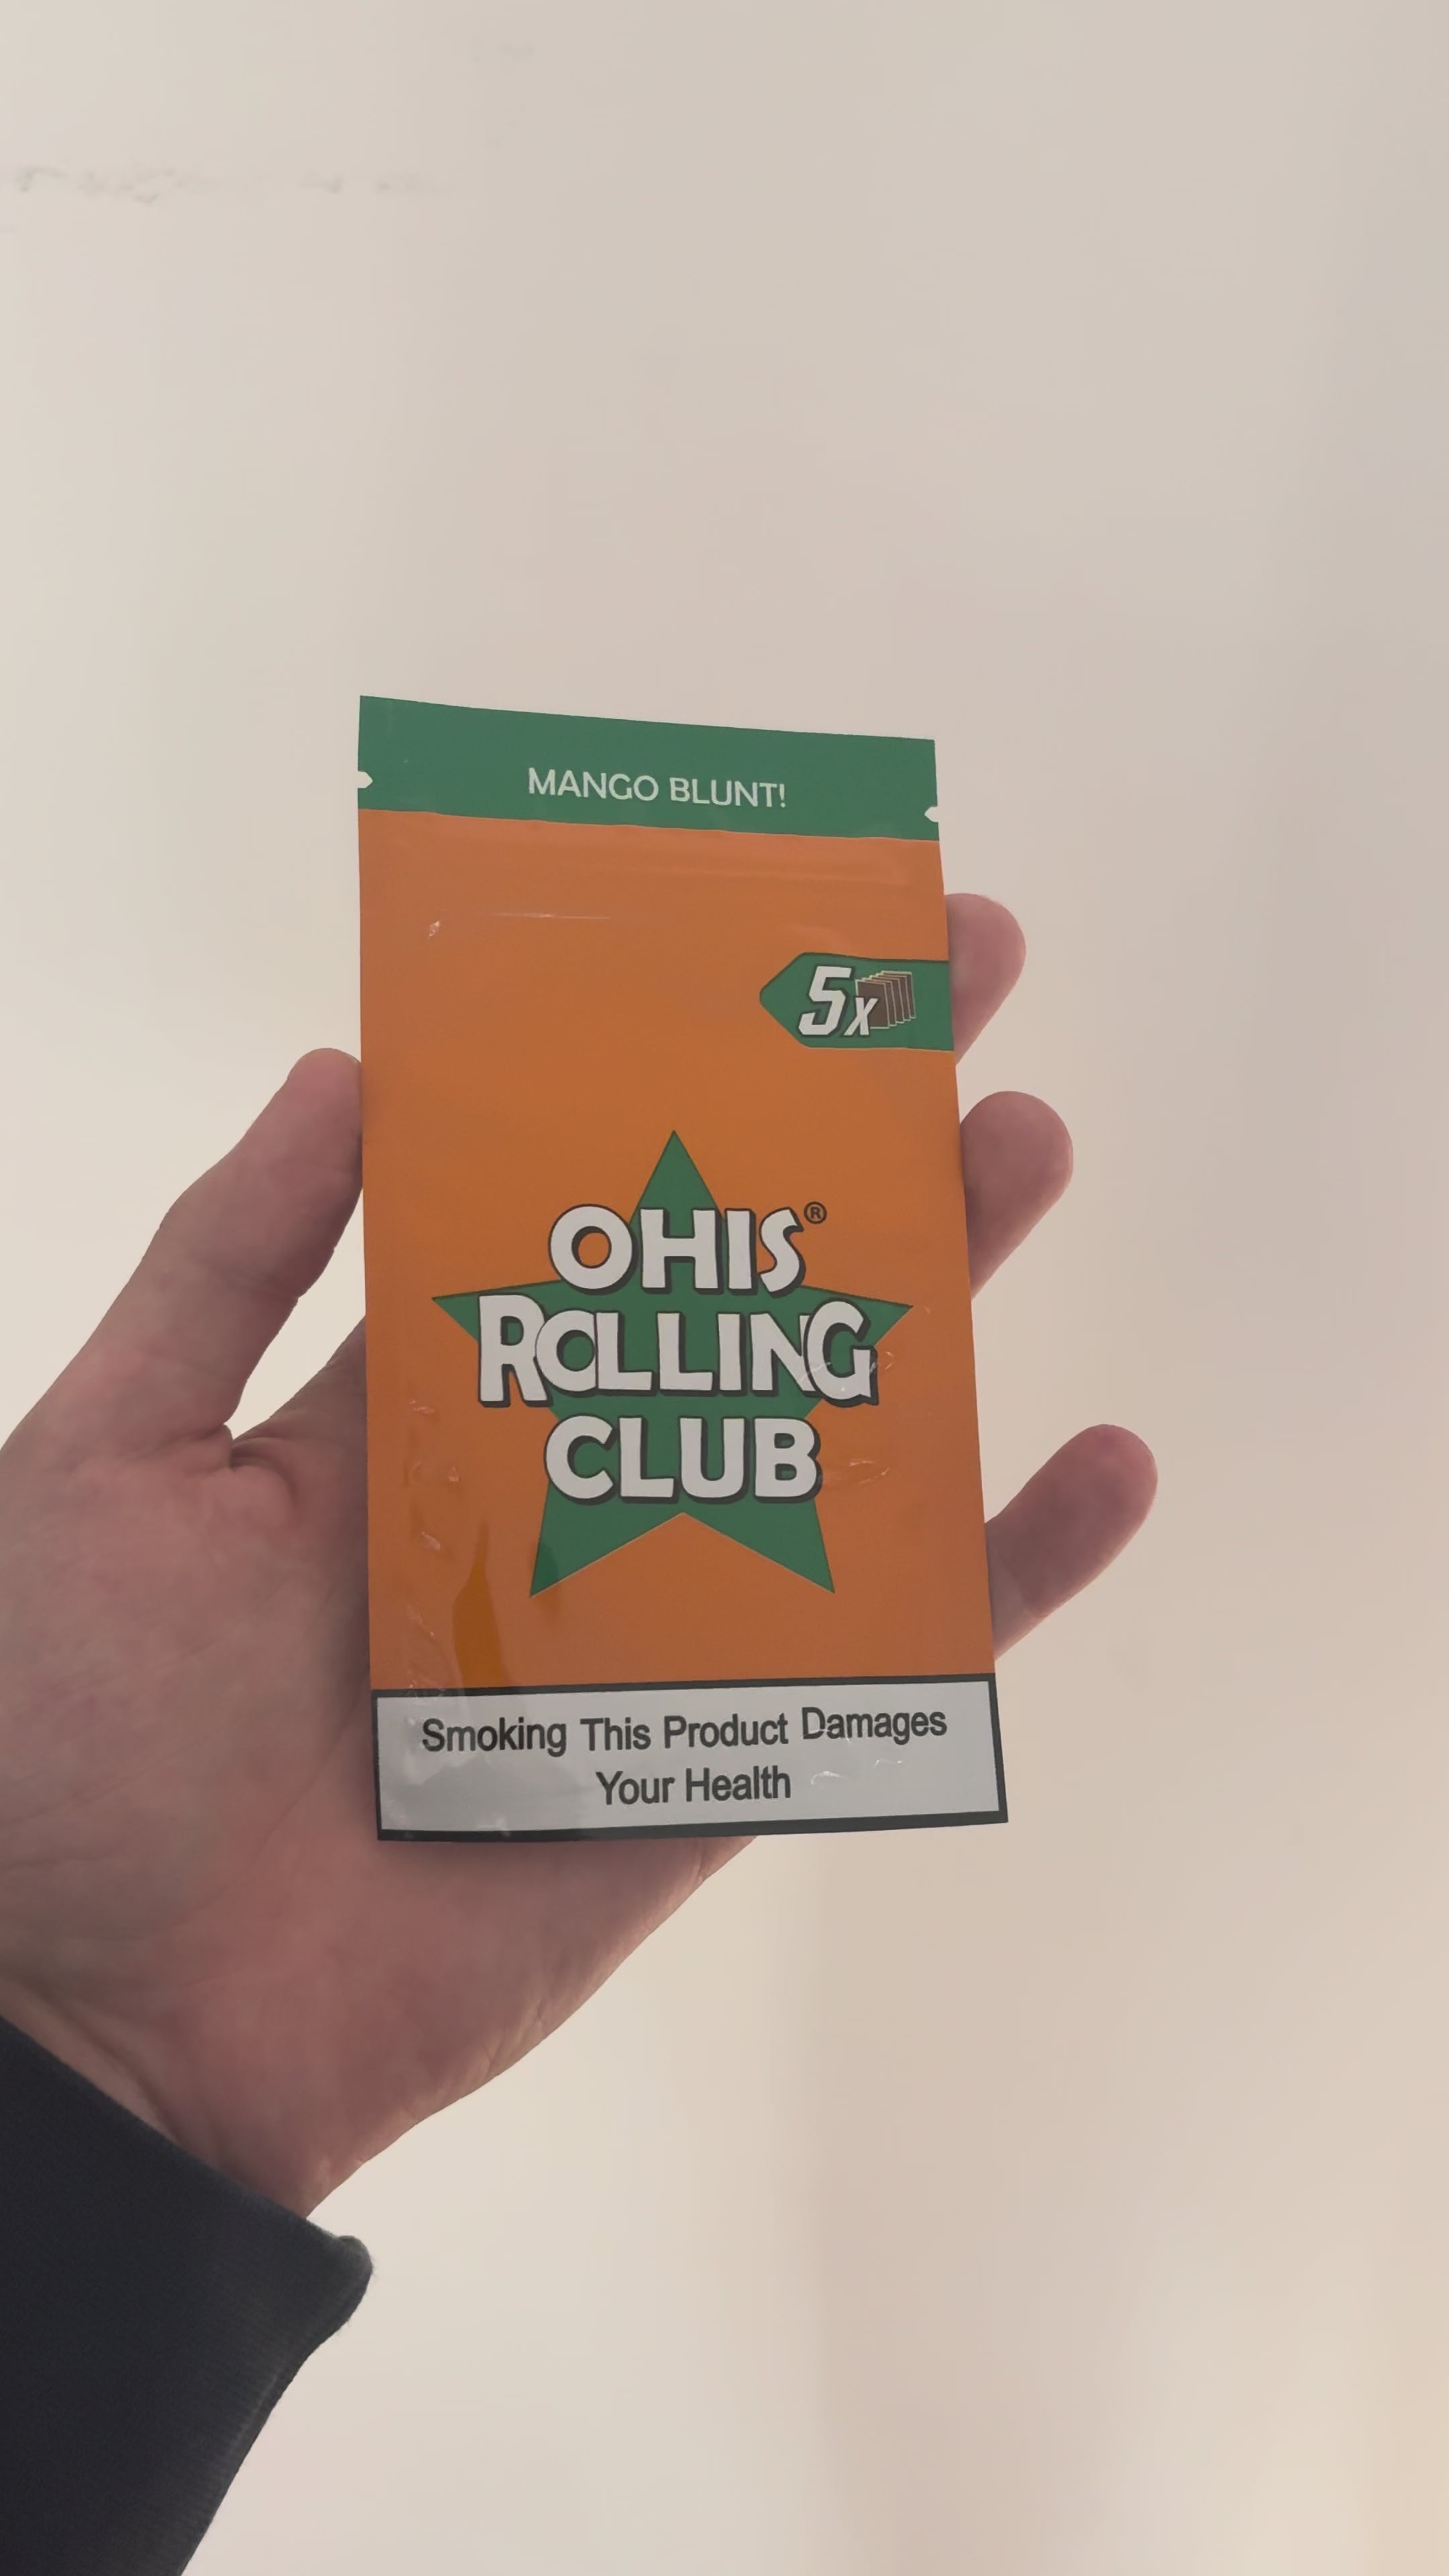 MANGO BLUNT!
5x
OHIS®
ROLLING
CLUB
Smoking This Product Damages
Your Health